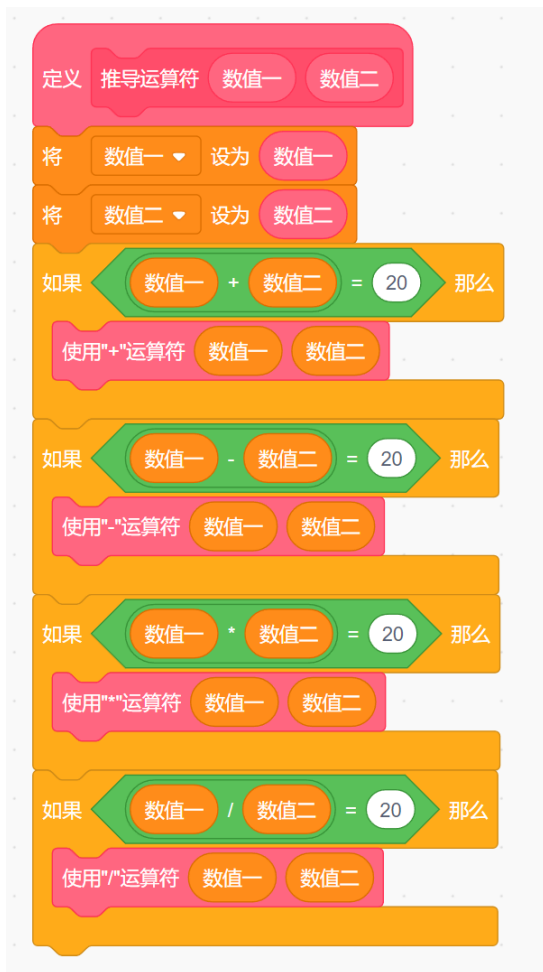 定义 推导运算符 数值一 数值二
将 数值一 设为 数值一
将 数值二 设为 数值二
如果 数值一 + 数值二 = 20 那么
使用"+"运算符 数值一 数值二
如果 数值一 - 数值二 = 20 那么
使用"-"运算符 数值一 数值二
如果 数值一 * 数值二 = 20 那么
使用"*"运算符 数值一 数值二
如果 数值一 / 数值二 = 20 那么
使用"/"运算符 数值一 数值二